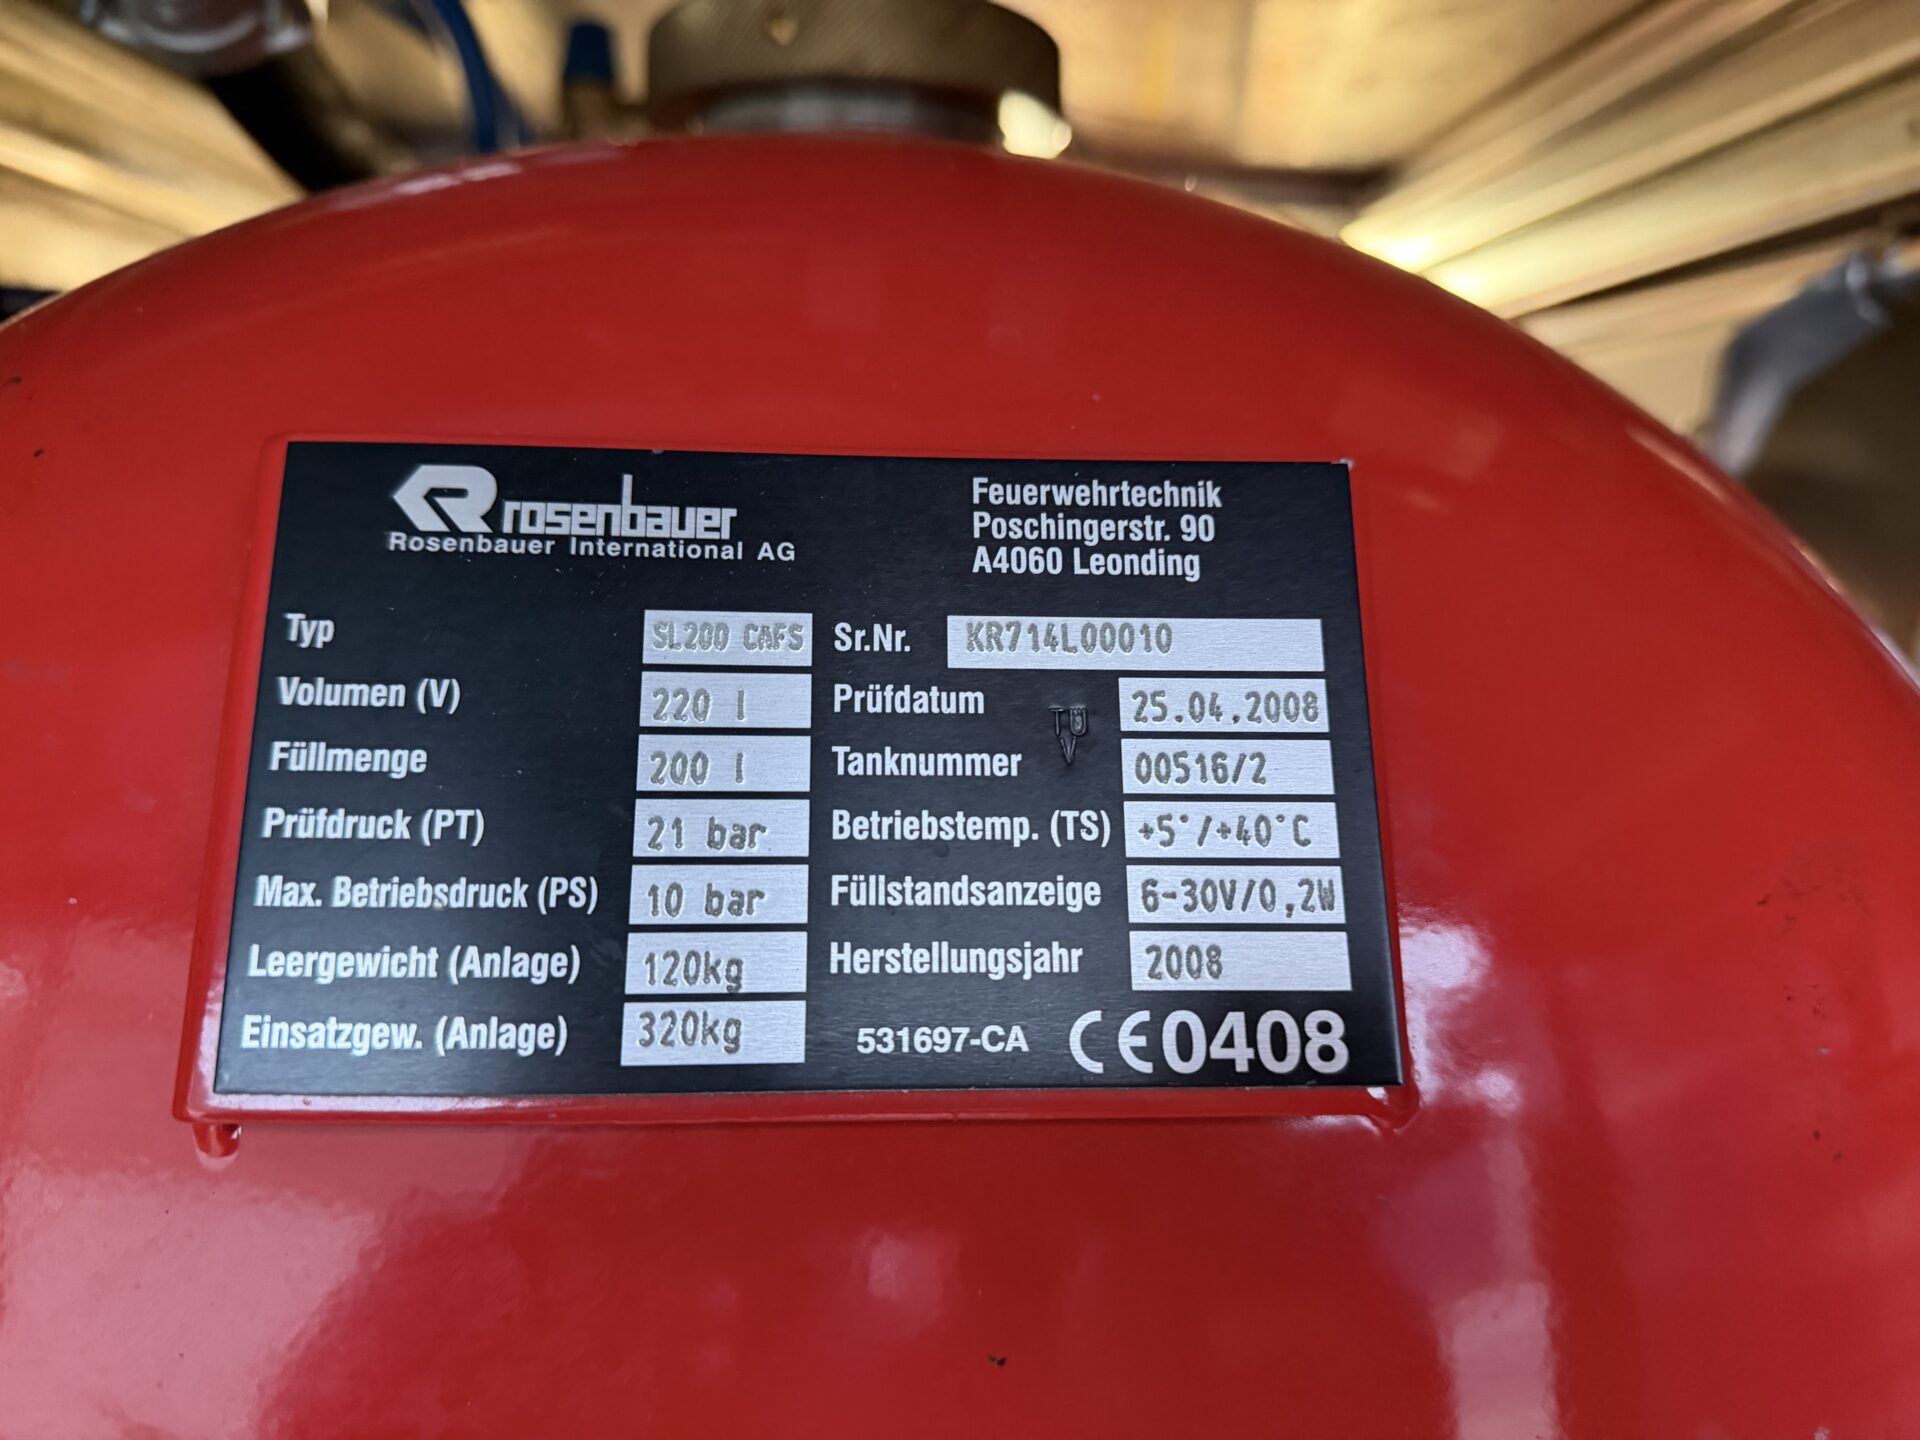 rosenbauer
Rosenbauer International AG
Feuerwehrtechnik
Poschingerstr. 90
A4060 Leonding
Typ SL200 CAFS Sr.Nr. KR714L00010
Volumen (V) 220 l Prüfdatum TÜV 25.04.2008
Füllmenge 200 l Tanknummer 00516/2
Prüfdruck (PT) 21 bar Betriebstemp. (TS) +5°/+40°C
Max. Betriebsdruck (PS) 10 bar Füllstandsanzeige 6-30V/0,2W
Leergewicht (Anlage) 120kg Herstellungsjahr 2008
Einsatzgew. (Anlage) 320kg 531697-CA CE0408